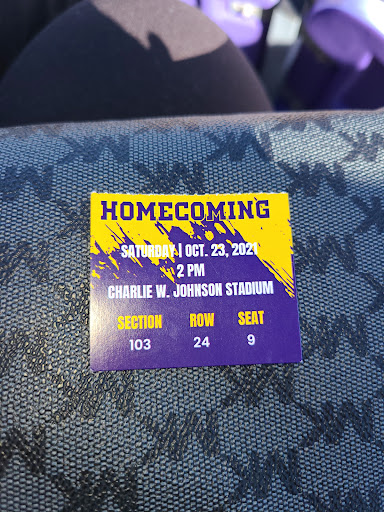 HOMECOMING
SATURDAY | OCT. 23, 2021
2 PM
CHARLIE W. JOHNSON STADIUM
SECTION ROW SEAT
103 24 9